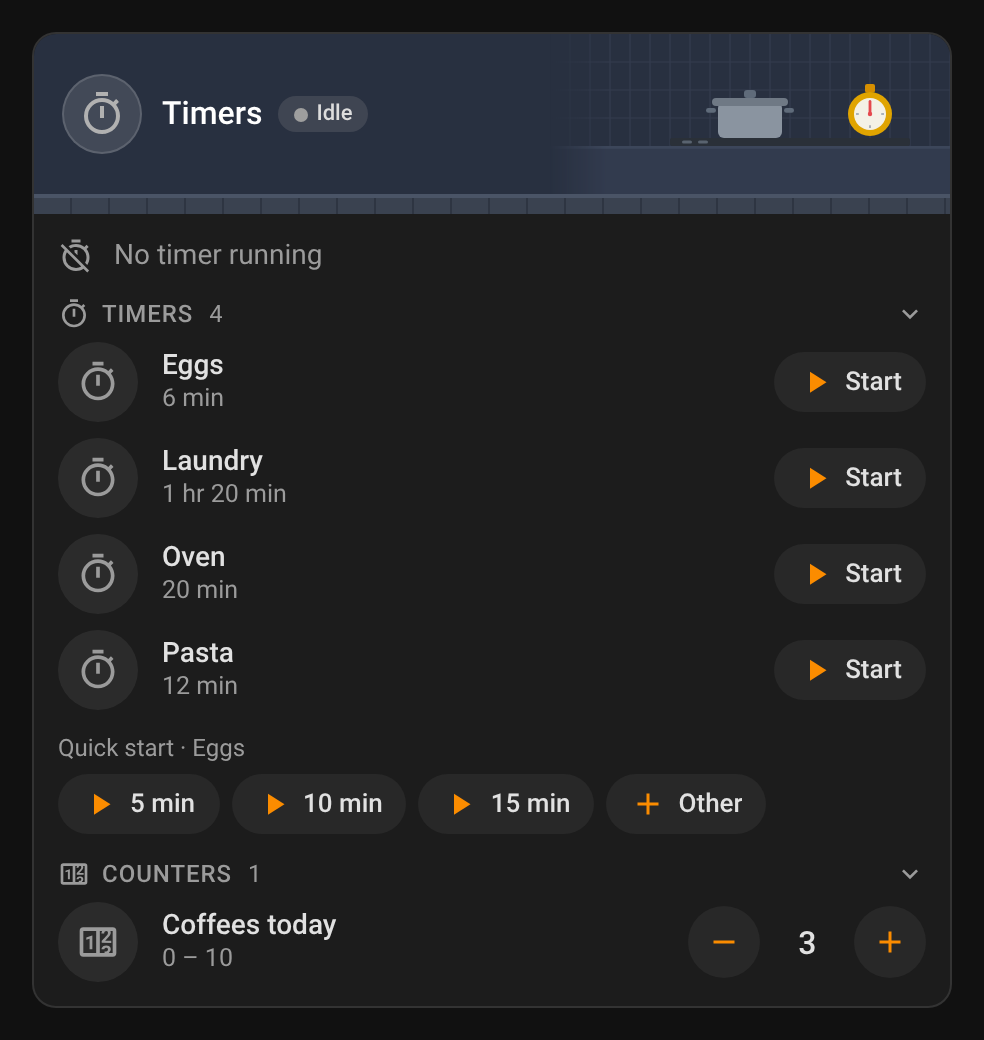 Timers
Idle
No timer running
TIMERS 4
Eggs
6 min
Start
Laundry
1 hr 20 min
Start
Oven
20 min
Start
Pasta
12 min
Start
Quick start · Eggs
5 min
10 min
15 min
Other
COUNTERS 1
Coffees today
0 – 10
3